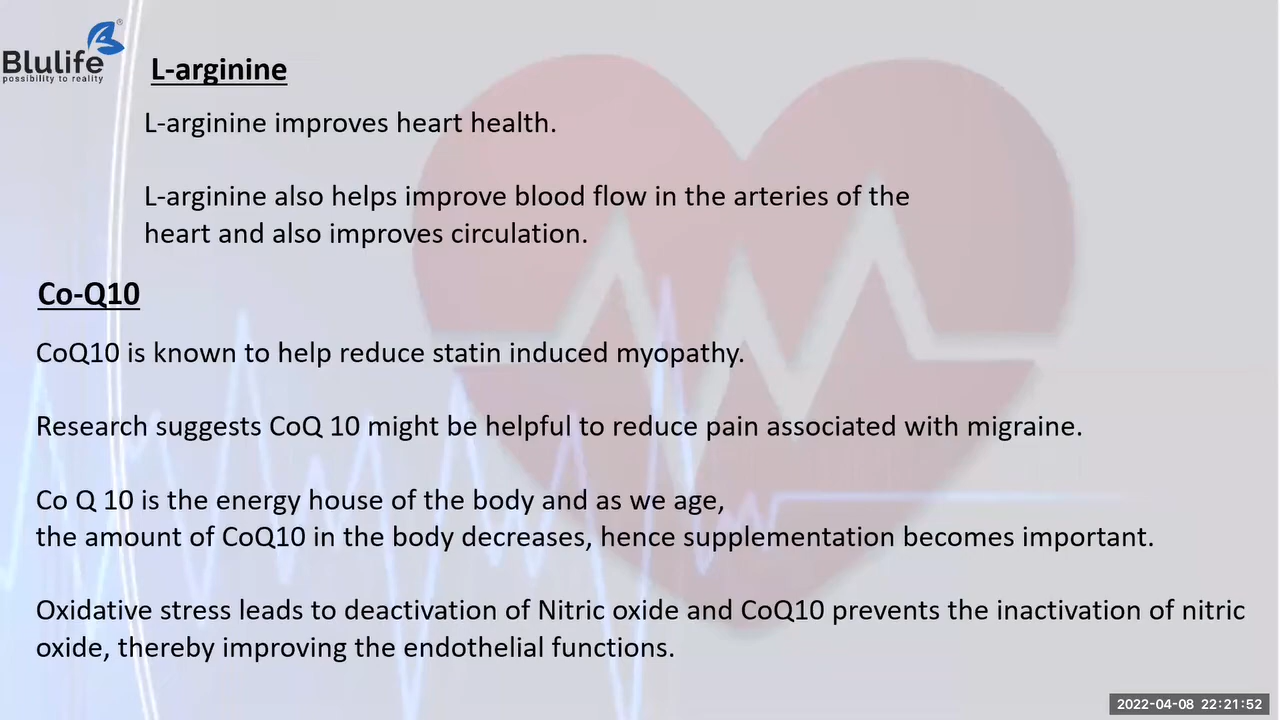 Blulife®
possibility to reality
L-arginine
L-arginine improves heart health.
L-arginine also helps improve blood flow in the arteries of the
heart and also improves circulation.
Co-Q10
CoQ10 is known to help reduce statin induced myopathy.
Research suggests CoQ 10 might be helpful to reduce pain associated with migraine.
Co Q 10 is the energy house of the body and as we age,
the amount of CoQ10 in the body decreases, hence supplementation becomes important.
Oxidative stress leads to deactivation of Nitric oxide and CoQ10 prevents the inactivation of nitric
oxide, thereby improving the endothelial functions.
2022-04-08 22:21:52